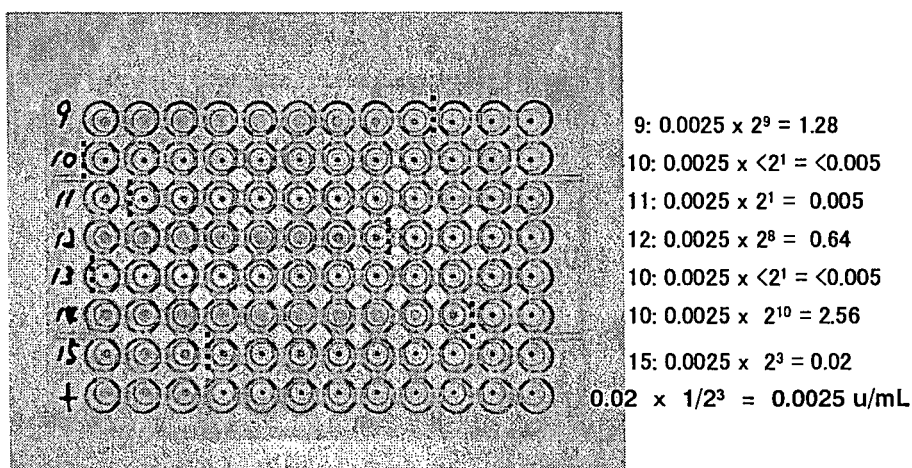 9 9: 0.0025 x 2⁹ = 1.28
10 10: 0.0025 x <2¹ = <0.005
11 11: 0.0025 x 2¹ = 0.005
12 12: 0.0025 x 2⁸ = 0.64
13 10: 0.0025 x <2¹ = <0.005
14 10: 0.0025 x 2¹⁰ = 2.56
15 15: 0.0025 x 2³ = 0.02
+ 0.02 x 1/2³ = 0.0025 u/mL